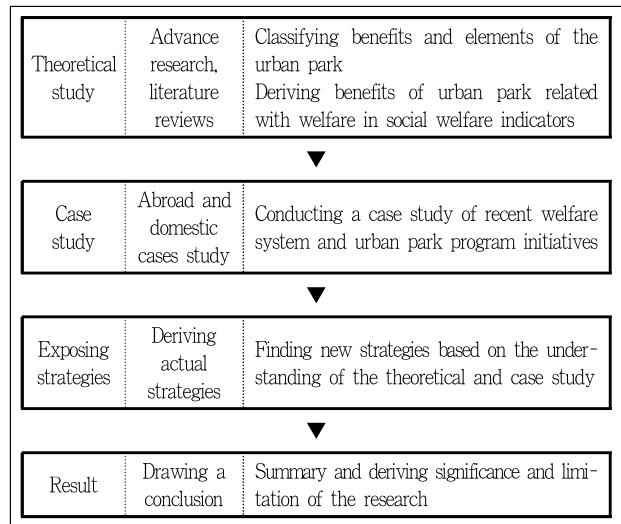 Theoretical
study
Advance
research,
literature
reviews
Classifying benefits and elements of the
urban park
Deriving benefits of urban park related
with welfare in social welfare indicators
▼
Case
study
Abroad and
domestic
cases study
Conducting a case study of recent welfare
system and urban park program initiatives
▼
Exposing
strategies
Deriving
actual
strategies
Finding new strategies based on the under-
standing of the theoretical and case study
▼
Result
Drawing a
conclusion
Summary and deriving significance and limi-
tation of the research